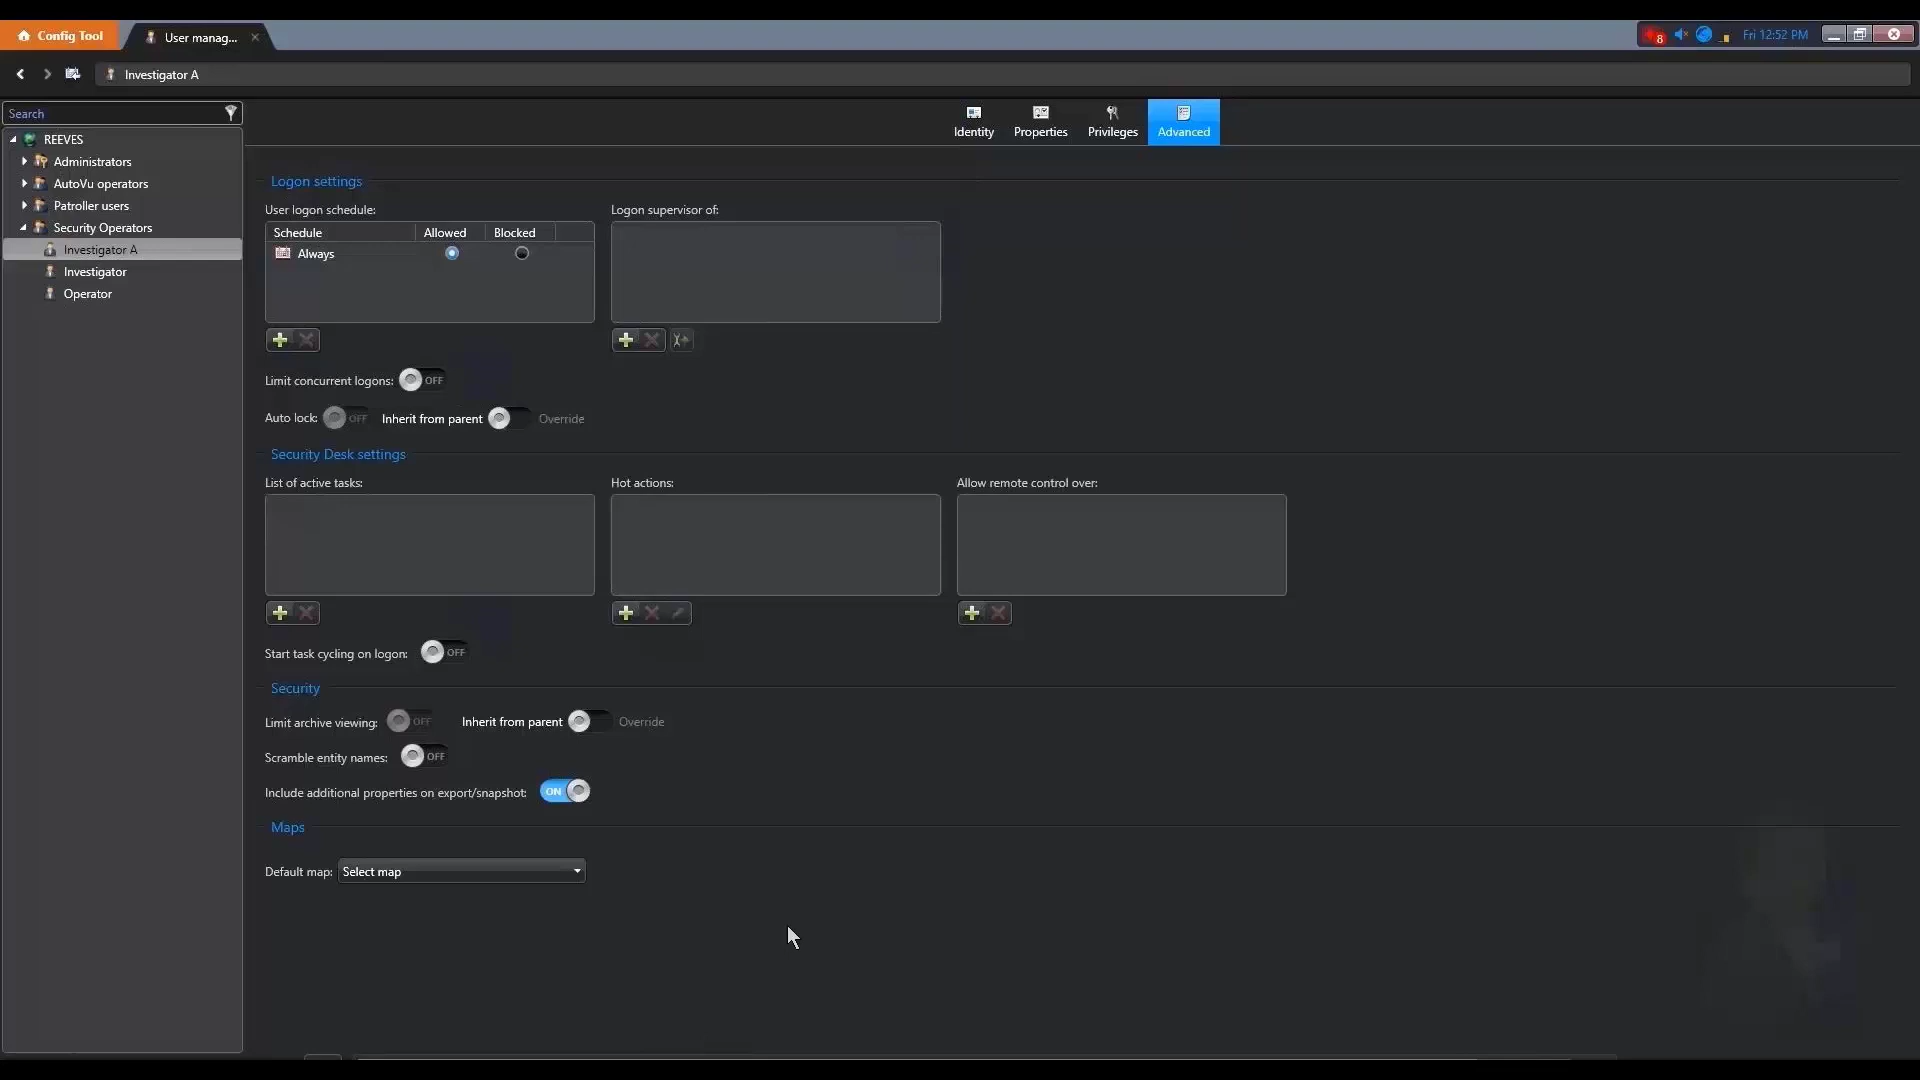 Config Tool
User manag...
8
Fri 12:52 PM
Investigator A
Search
REEVES
Administrators
AutoVu operators
Patroller users
Security Operators
Investigator A
Investigator
Operator
Identity
Properties
Privileges
Advanced
Logon settings
User logon schedule:
Logon supervisor of:
Schedule Allowed Blocked
Always
Limit concurrent logons: OFF
Auto lock: OFF Inherit from parent Override
Security Desk settings
List of active tasks:
Hot actions:
Allow remote control over:
Start task cycling on logon: OFF
Security
Limit archive viewing: OFF Inherit from parent Override
Scramble entity names: OFF
Include additional properties on export/snapshot: ON
Maps
Default map: Select map